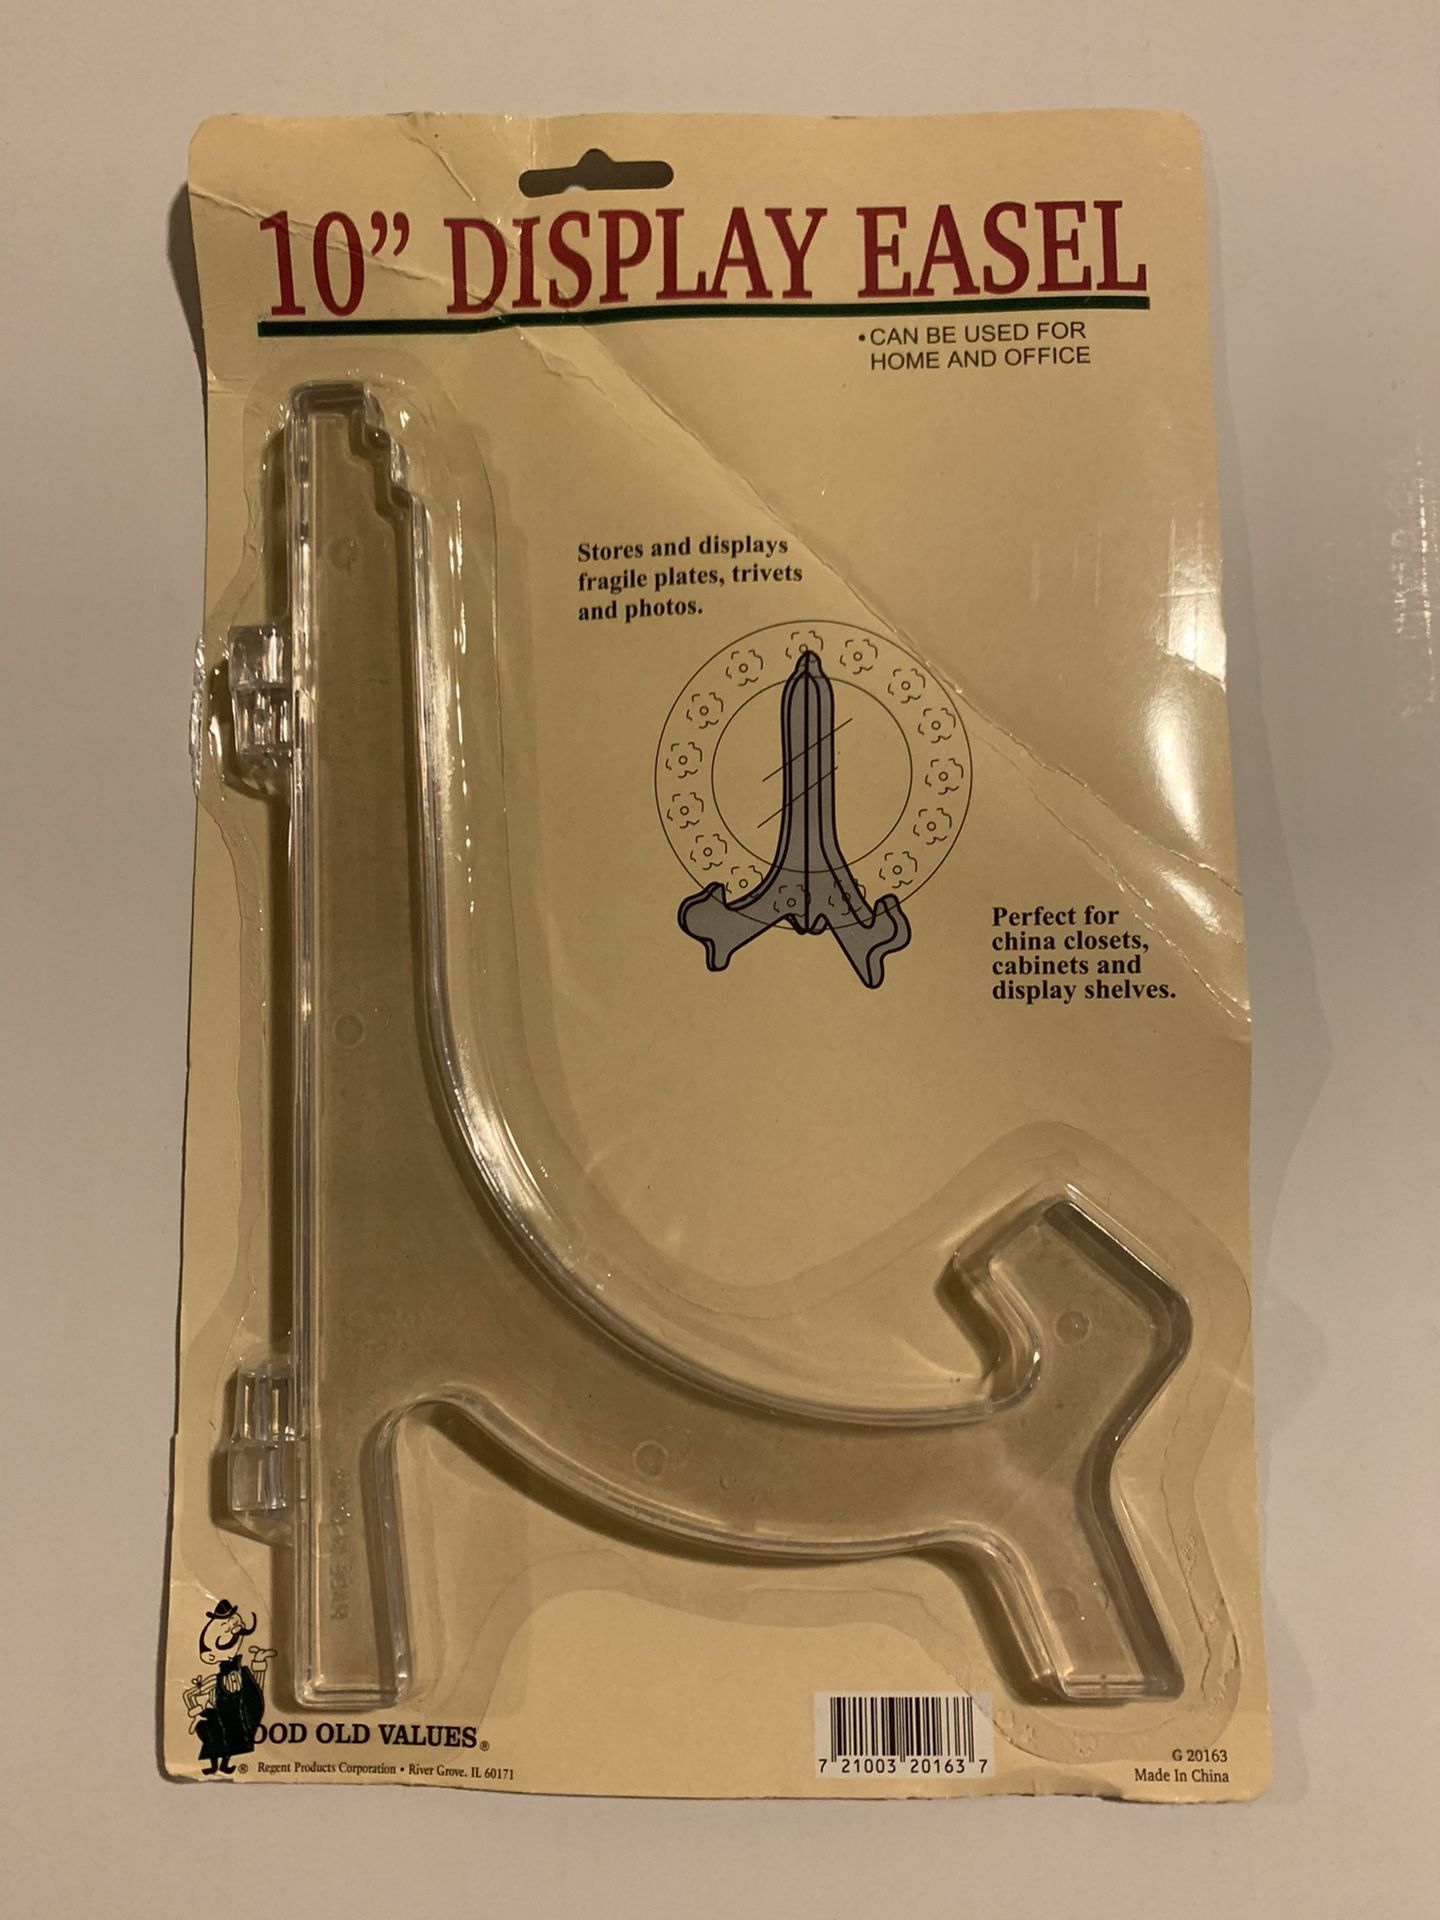 10” DISPLAY EASEL
• CAN BE USED FOR
HOME AND OFFICE
Stores and displays
fragile plates, trivets
and photos.
Perfect for
china closets,
cabinets and
display shelves.
OOD OLD VALUES®
® Regent Products Corporation • River Grove. IL 60171
7 21003 20163 7
G 20163
Made In China